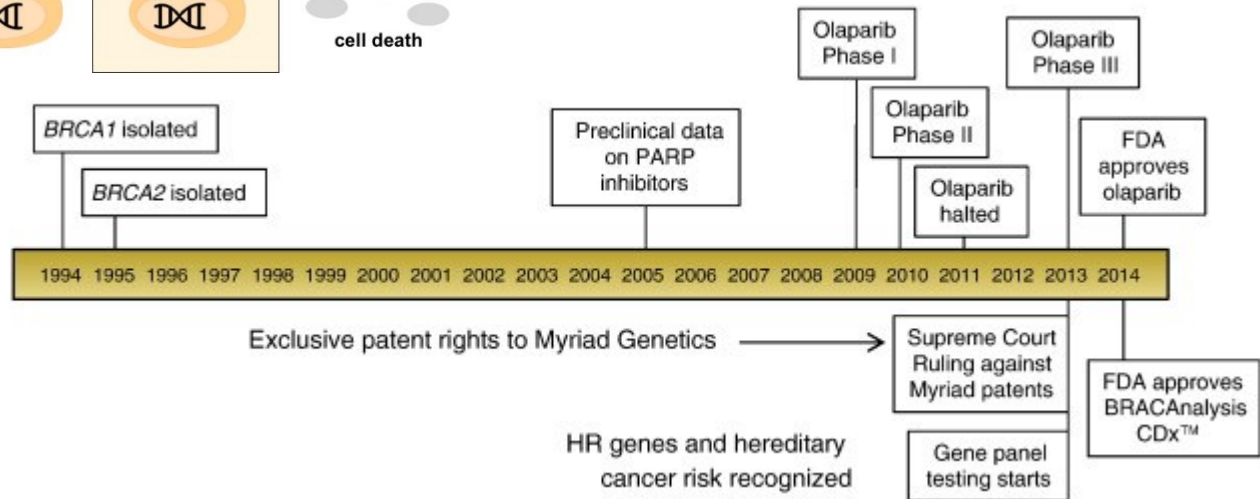 cell death
Olaparib
Phase I
Olaparib
Phase III
BRCA1 isolated
Preclinical data
on PARP
inhibitors
Olaparib
Phase II
FDA
approves
olaparib
BRCA2 isolated
Olaparib
halted
1994 1995 1996 1997 1998 1999 2000 2001 2002 2003 2004 2005 2006 2007 2008 2009 2010 2011 2012 2013 2014
Exclusive patent rights to Myriad Genetics
Supreme Court
Ruling against
Myriad patents
FDA approves
BRACAnalysis
CDx™
HR genes and hereditary
cancer risk recognized
Gene panel
testing starts